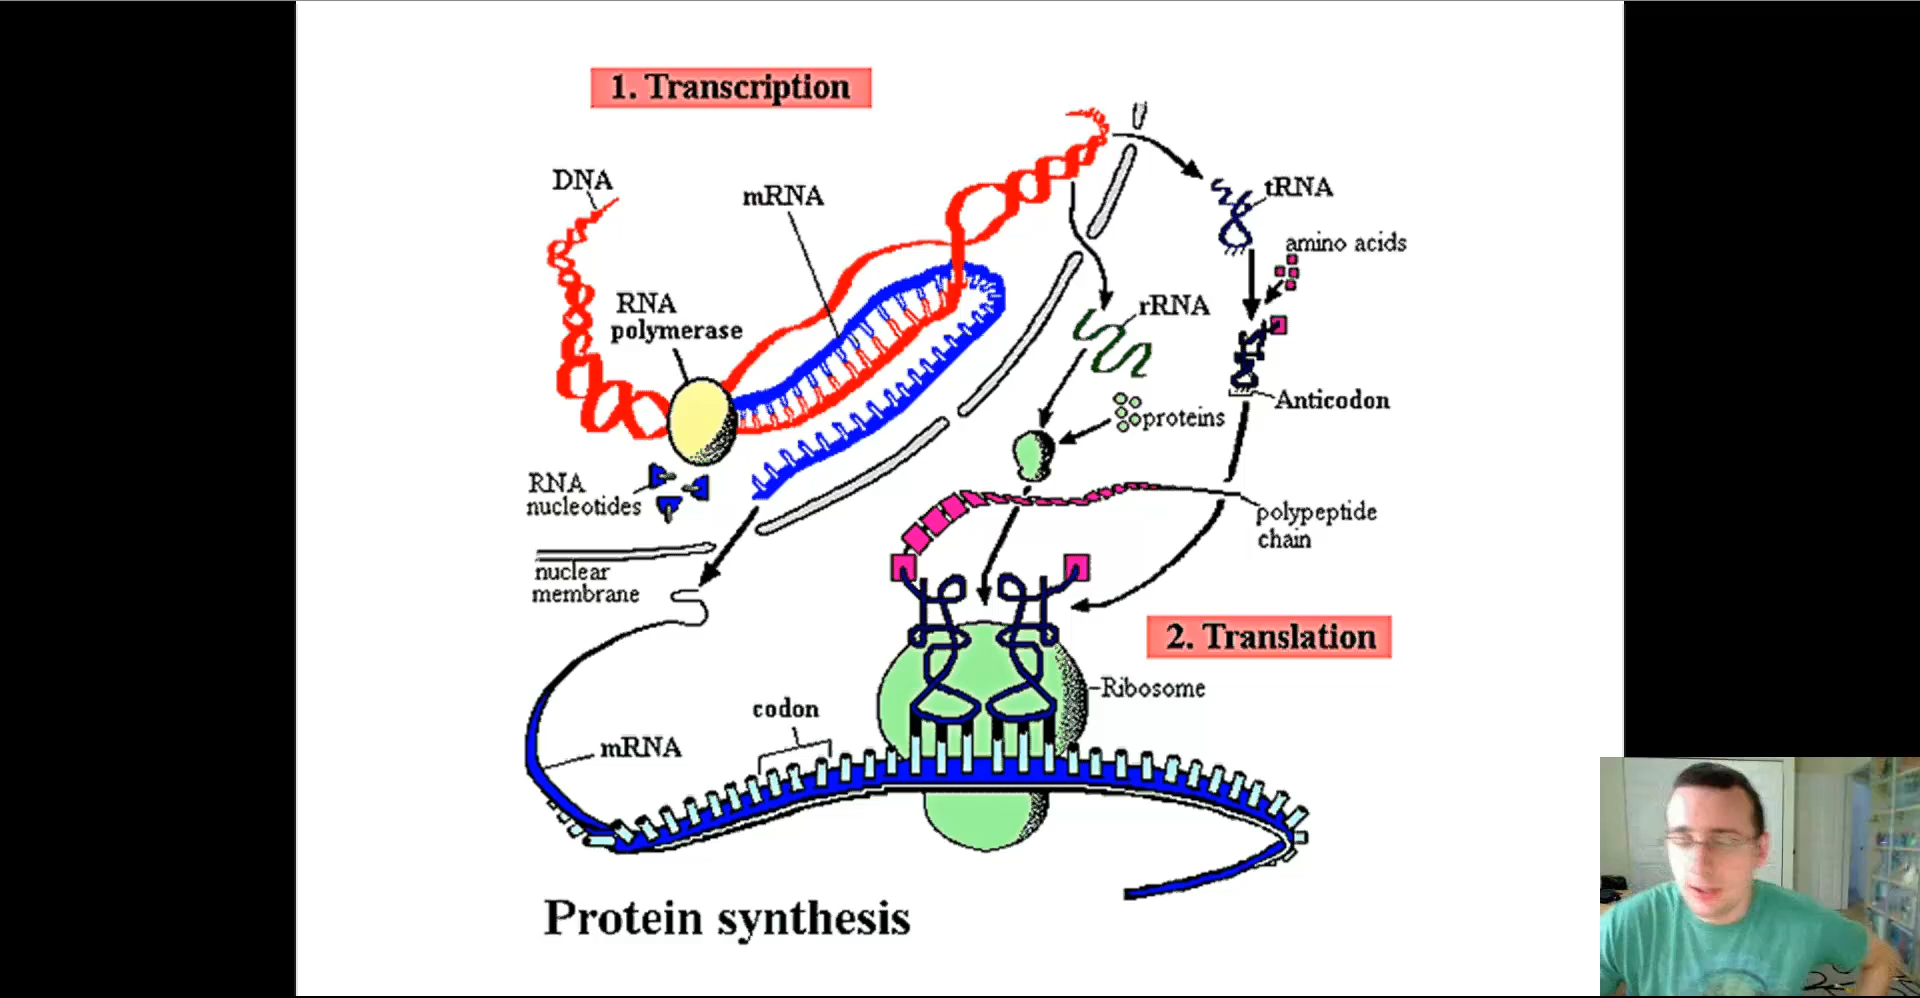 1. Transcription
DNA
mRNA
tRNA
amino acids
RNA
polymerase
rRNA
Anticodon
proteins
RNA
nucleotides
polypeptide
chain
nuclear
membrane
2. Translation
Ribosome
codon
mRNA
Protein synthesis